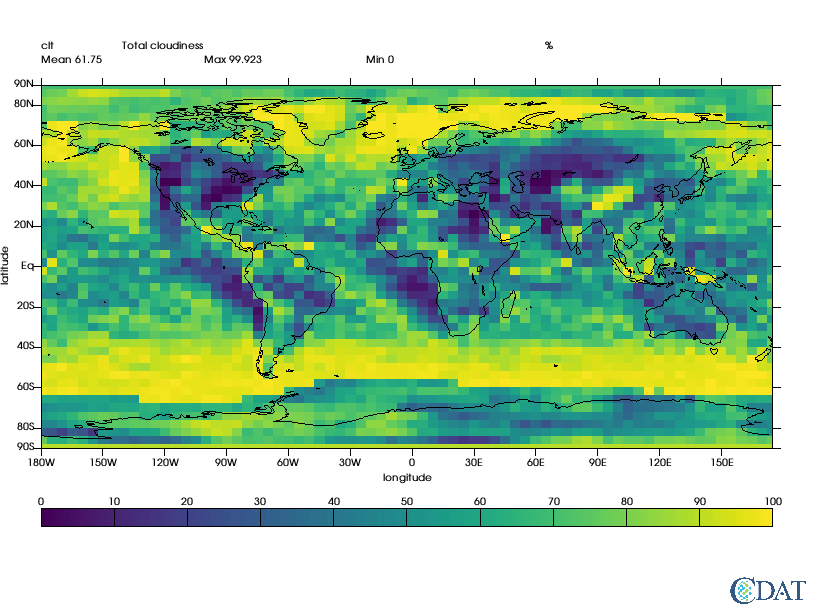 clt Total cloudiness %
Mean 61.75 Max 99.923 Min 0
90N
80N
60N
40N
20N
Eq
20S
40S
60S
80S
90S
latitude
180W 150W 120W 90W 60W 30W 0 30E 60E 90E 120E 150E
longitude
0 10 20 30 40 50 60 70 80 90 100
CDAT